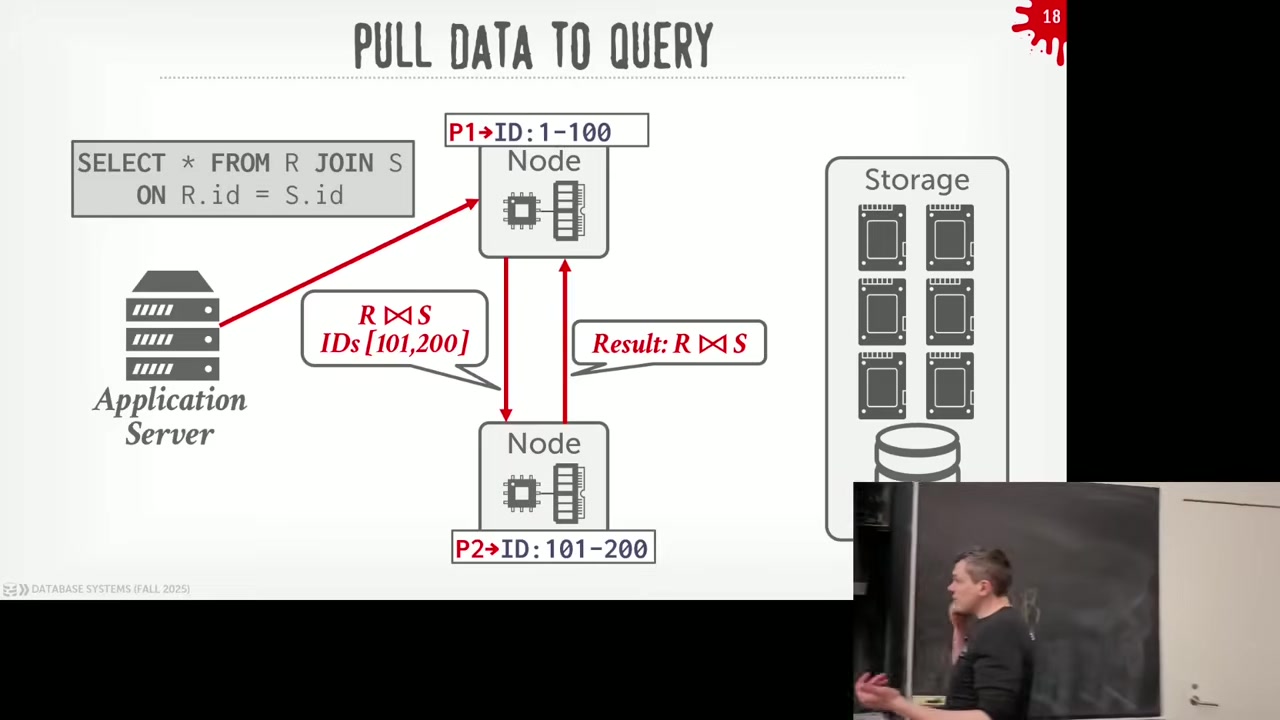 18
PULL DATA TO QUERY
SELECT * FROM R JOIN S
ON R.id = S.id
P1→ID:1-100
Node
Storage
R ⋈ S
IDs [101,200]
Result: R ⋈ S
Application
Server
Node
P2→ID:101-200
DATABASE SYSTEMS (FALL 2025)